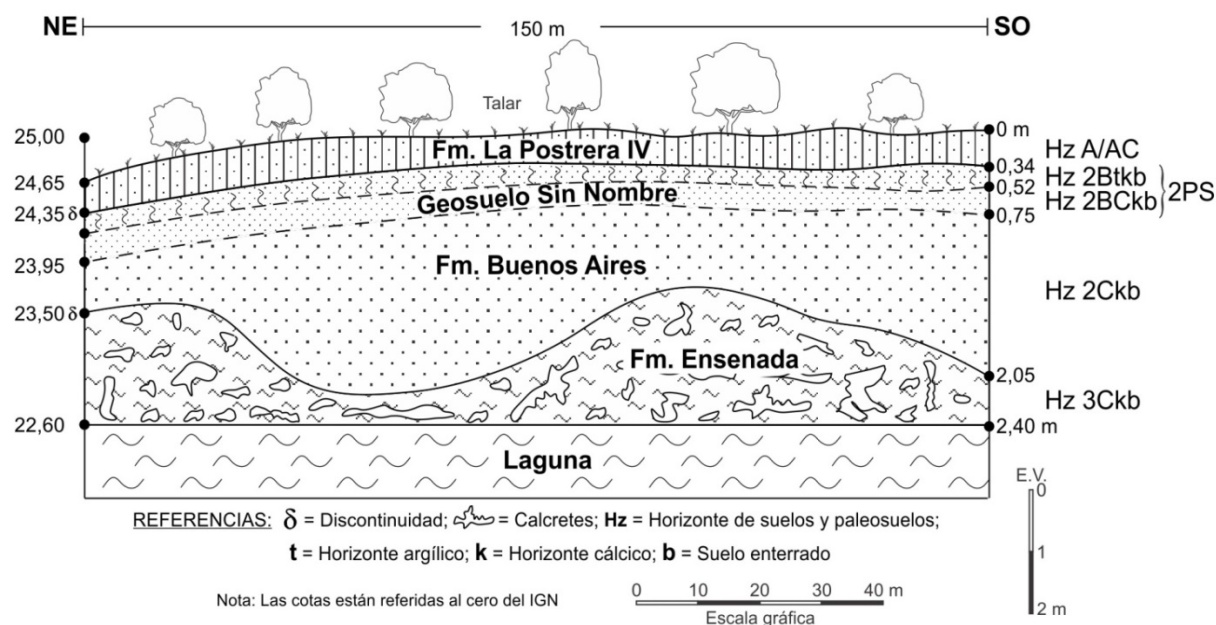 NE 150 m SO
Talar
25,00
24,65
24,35 δ
23,95
23,50 δ
22,60
Fm. La Postrera IV
Geosuelo Sin Nombre
Fm. Buenos Aires
Fm. Ensenada
Laguna
0 m
0,34
0,52
0,75
2,05
2,40 m
Hz A/AC
Hz 2Btkb
Hz 2BCkb
2PS
Hz 2Ckb
Hz 3Ckb
E.V.
0
1
2 m
REFERENCIAS: δ = Discontinuidad; = Calcretes; Hz = Horizonte de suelos y paleosuelos;
t = Horizonte argílico; k = Horizonte cálcico; b = Suelo enterrado
Nota: Las cotas están referidas al cero del IGN
0 10 20 30 40 m
Escala gráfica